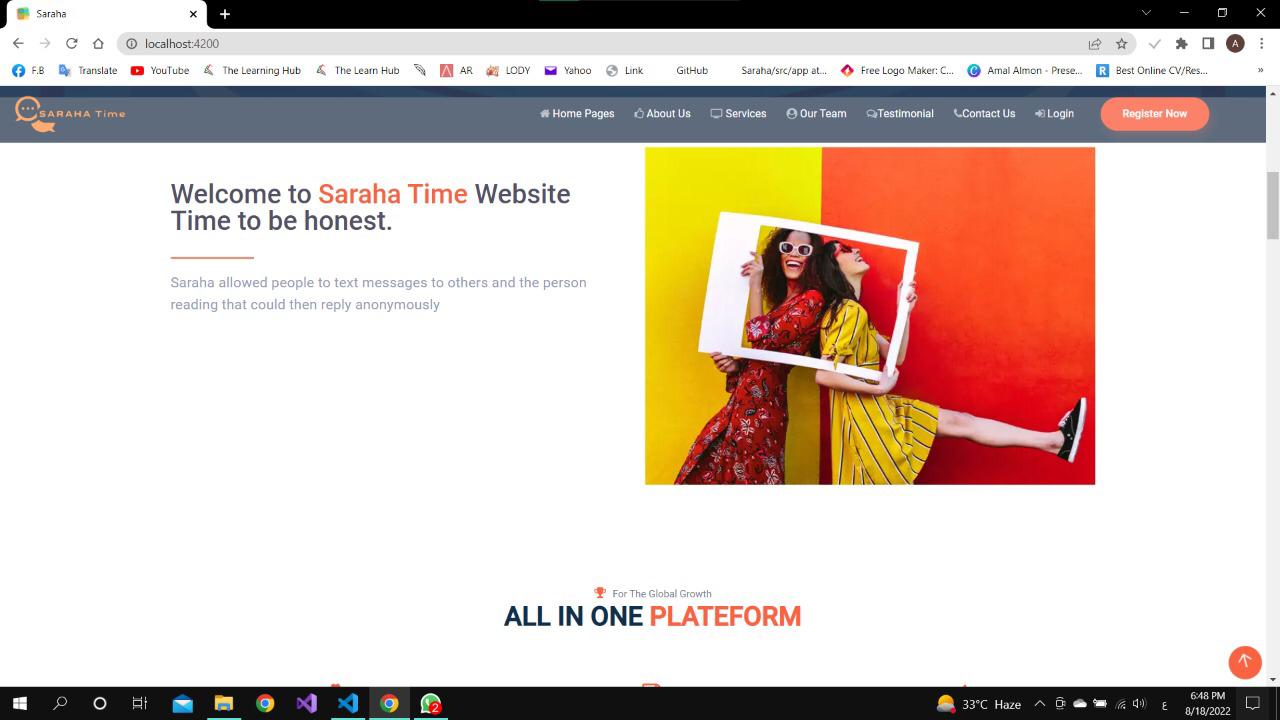 Saraha
localhost:4200
A
F.B
Translate
YouTube
The Learning Hub
The Learn Hub
AR
LODY
Yahoo
Link
GitHub
Saraha/src/app at...
Free Logo Maker: C...
Amal Almon - Prese...
Best Online CV/Res...
»
SARAHA Time
Home Pages
About Us
Services
Our Team
Testimonial
Contact Us
Login
Register Now
Welcome to Saraha Time Website
Time to be honest.
Saraha allowed people to text messages to others and the person
reading that could then reply anonymously
For The Global Growth
ALL IN ONE PLATEFORM
2
33°C Haze
ع
6:48 PM
8/18/2022